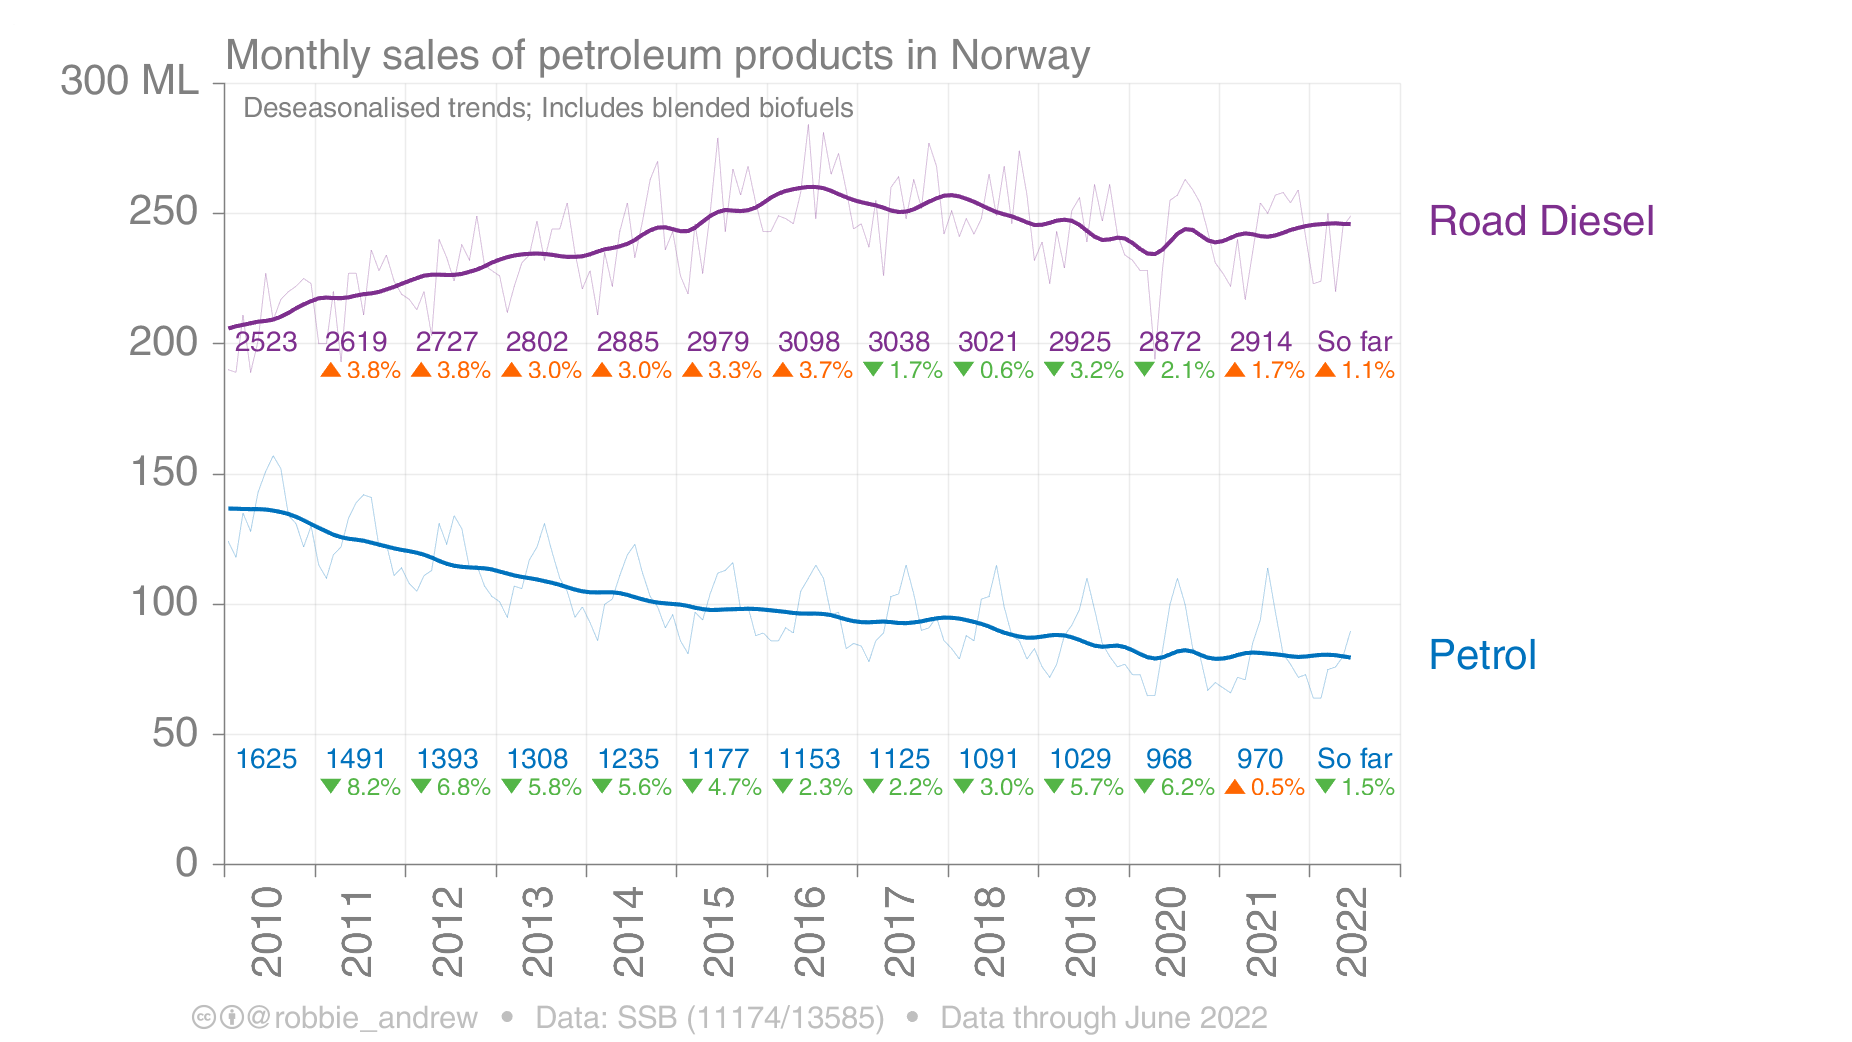 Monthly sales of petroleum products in Norway
300 ML
Deseasonalised trends; Includes blended biofuels
250
Road Diesel
200
2523 2619 2727 2802 2885 2979 3098 3038 3021 2925 2872 2914 So far
▲ 3.8% ▲ 3.8% ▲ 3.0% ▲ 3.0% ▲ 3.3% ▲ 3.7% ▼ 1.7% ▼ 0.6% ▼ 3.2% ▼ 2.1% ▲ 1.7% ▲ 1.1%
150
100
Petrol
50
1625 1491 1393 1308 1235 1177 1153 1125 1091 1029 968 970 So far
▼ 8.2% ▼ 6.8% ▼ 5.8% ▼ 5.6% ▼ 4.7% ▼ 2.3% ▼ 2.2% ▼ 3.0% ▼ 5.7% ▼ 6.2% ▲ 0.5% ▼ 1.5%
0
2010 2011 2012 2013 2014 2015 2016 2017 2018 2019 2020 2021 2022
cc @robbie_andrew • Data: SSB (11174/13585) • Data through June 2022